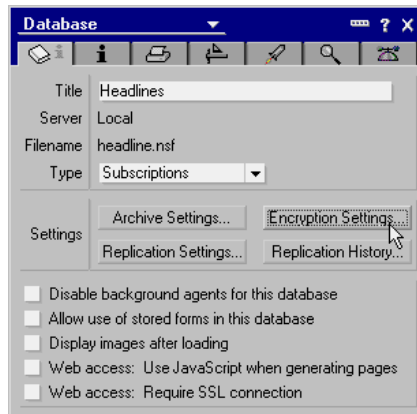 Database ? X
i i
Title Headlines
Server Local
Filename headline.nsf
Type Subscriptions
Archive Settings... Encryption Settings...
Settings
Replication Settings... Replication History...
Disable background agents for this database
Allow use of stored forms in this database
Display images after loading
Web access: Use JavaScript when generating pages
Web access: Require SSL connection